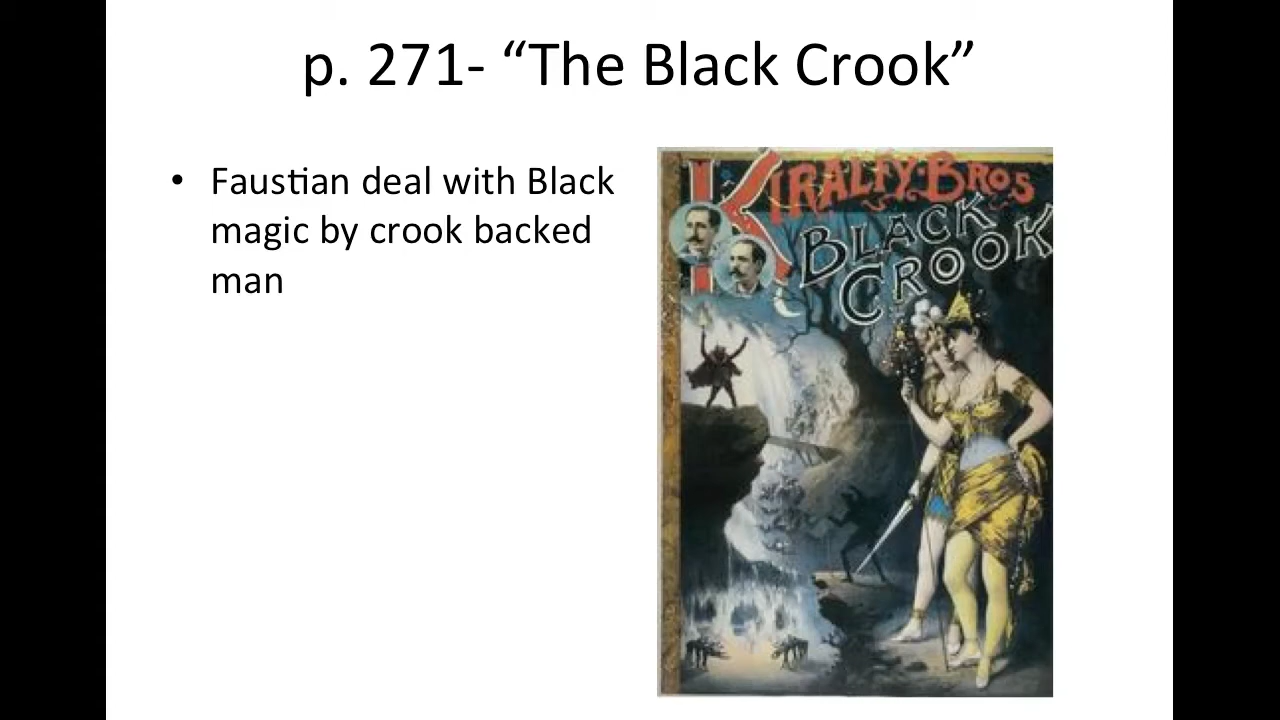 p. 271- “The Black Crook”
• Faustian deal with Black
magic by crook backed
man
KIRALFY BROS
BLACK
CROOK